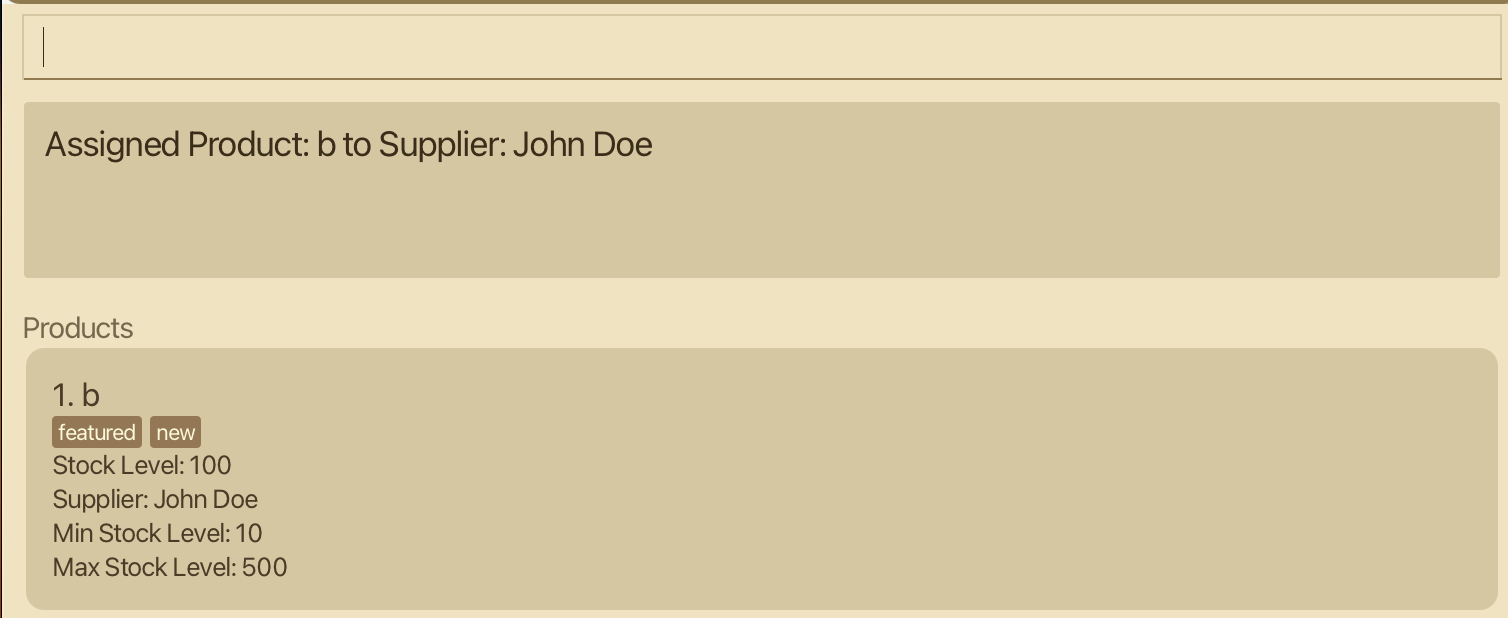 Assigned Product: b to Supplier: John Doe
Products
1. b
featured new
Stock Level: 100
Supplier: John Doe
Min Stock Level: 10
Max Stock Level: 500